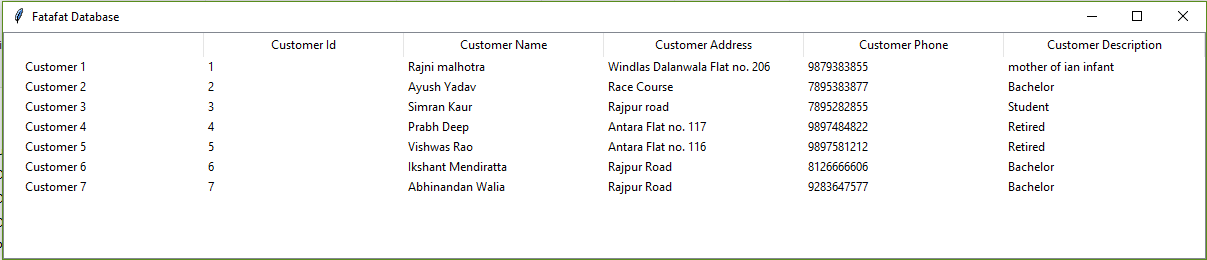 Fatafat Database
Customer Id Customer Name Customer Address Customer Phone Customer Description
Customer 1 1 Rajni malhotra Windlas Dalanwala Flat no. 206 9879383855 mother of ian infant
Customer 2 2 Ayush Yadav Race Course 7895383877 Bachelor
Customer 3 3 Simran Kaur Rajpur road 7895282855 Student
Customer 4 4 Prabh Deep Antara Flat no. 117 9897484822 Retired
Customer 5 5 Vishwas Rao Antara Flat no. 116 9897581212 Retired
Customer 6 6 Ikshant Mendiratta Rajpur Road 8126666606 Bachelor
Customer 7 7 Abhinandan Walia Rajpur Road 9283647577 Bachelor